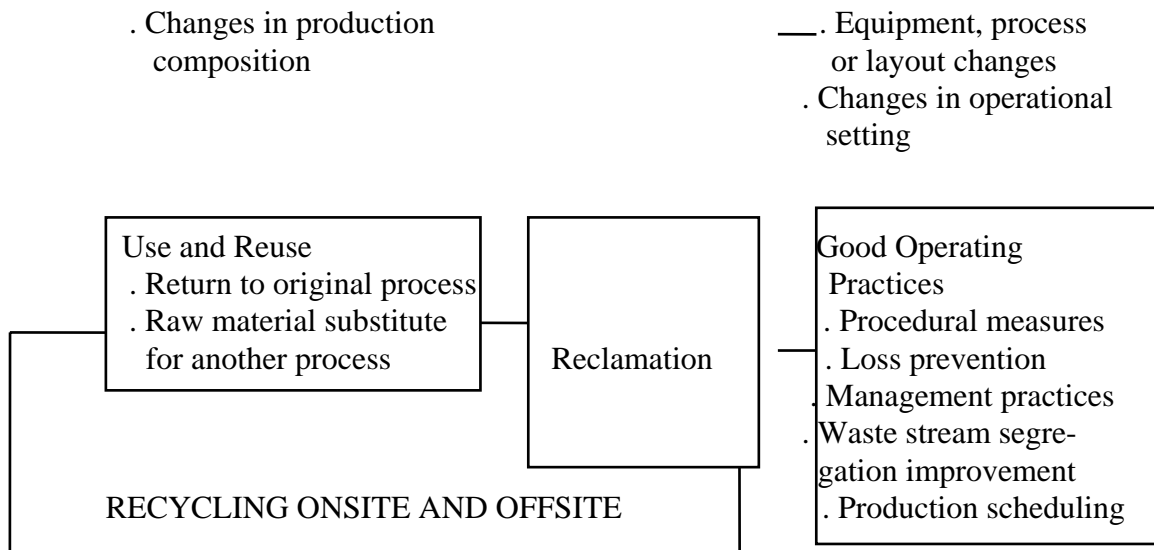 . Changes in production
composition
. Equipment, process
or layout changes
. Changes in operational
setting
Use and Reuse
. Return to original process
. Raw material substitute
for another process
Reclamation
Good Operating
Practices
. Procedural measures
. Loss prevention
. Management practices
. Waste stream segre-
gation improvement
. Production scheduling
RECYCLING ONSITE AND OFFSITE